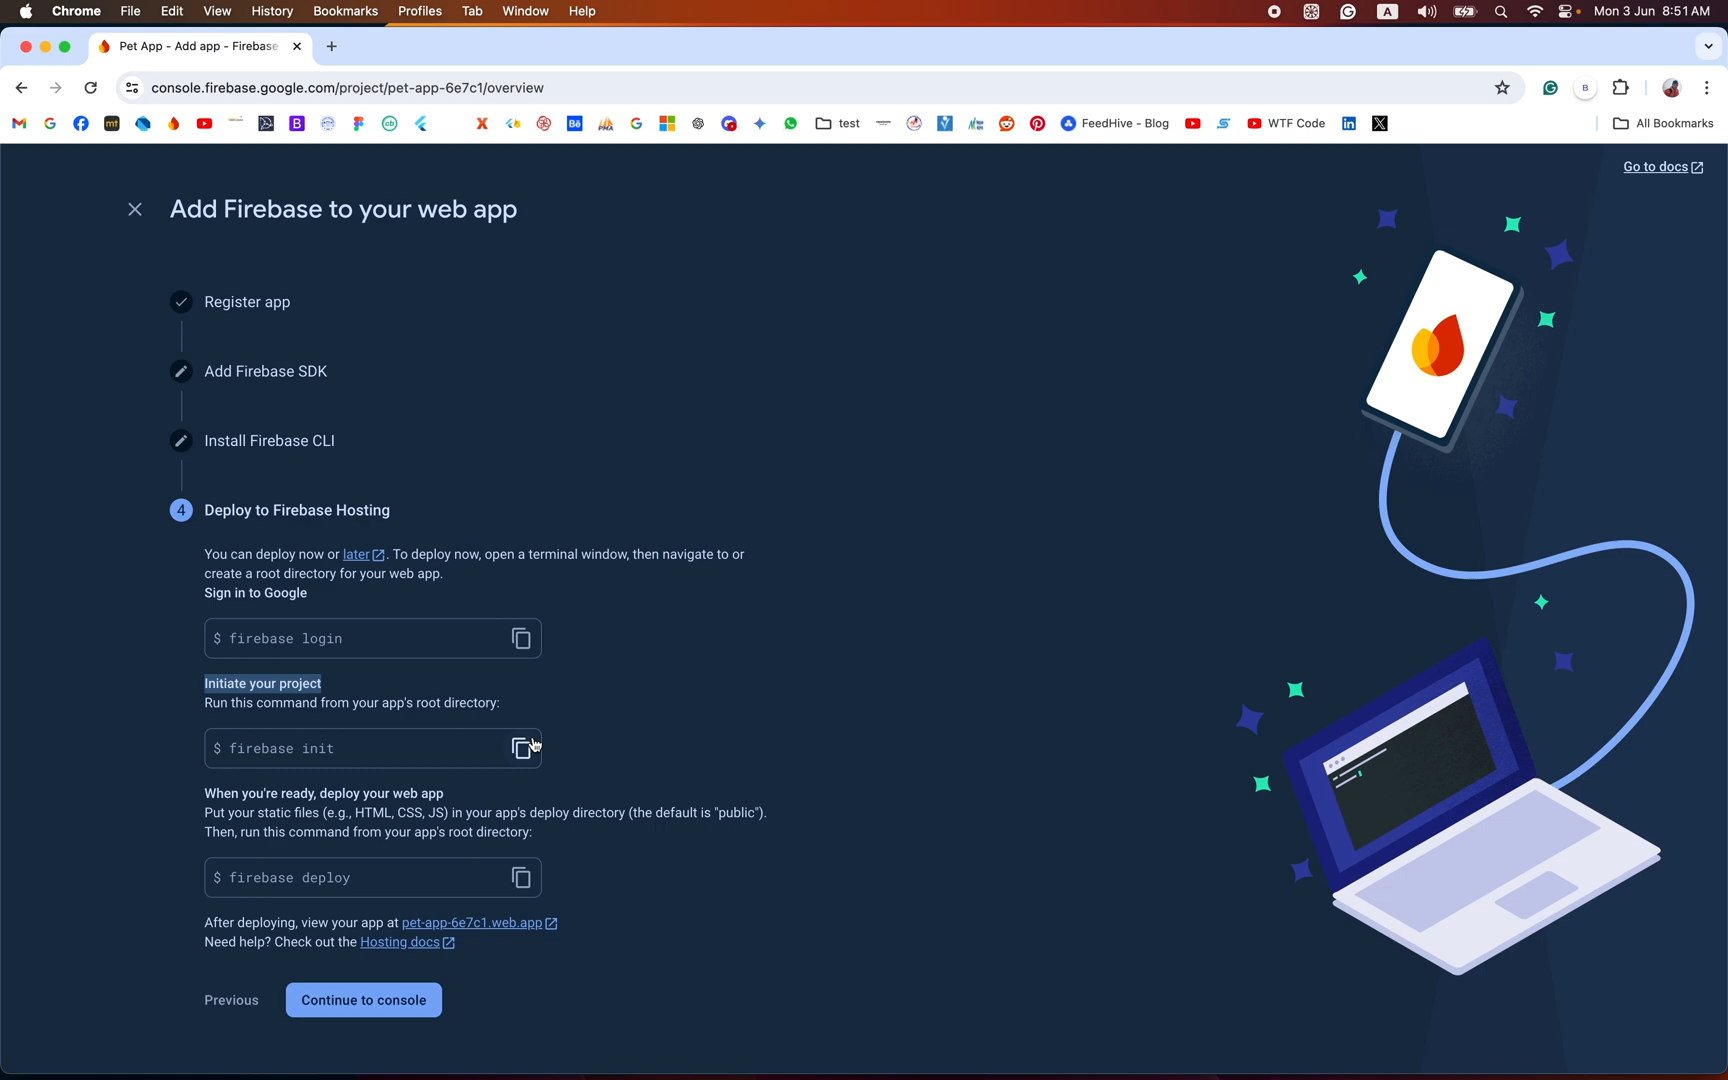 Chrome File Edit View History Bookmarks Profiles Tab Window Help A Mon 3 Jun 8:51 AM
Pet App - Add app - Firebase
console.firebase.google.com/project/pet-app-6e7c1/overview
test FeedHive - Blog WTF Code All Bookmarks
Go to docs
Add Firebase to your web app
Register app
Add Firebase SDK
Install Firebase CLI
4 Deploy to Firebase Hosting
You can deploy now or later. To deploy now, open a terminal window, then navigate to or
create a root directory for your web app.
Sign in to Google
$ firebase login
Initiate your project
Run this command from your app's root directory:
$ firebase init
When you're ready, deploy your web app
Put your static files (e.g., HTML, CSS, JS) in your app's deploy directory (the default is "public").
Then, run this command from your app's root directory:
$ firebase deploy
After deploying, view your app at pet-app-6e7c1.web.app
Need help? Check out the Hosting docs
Previous Continue to console